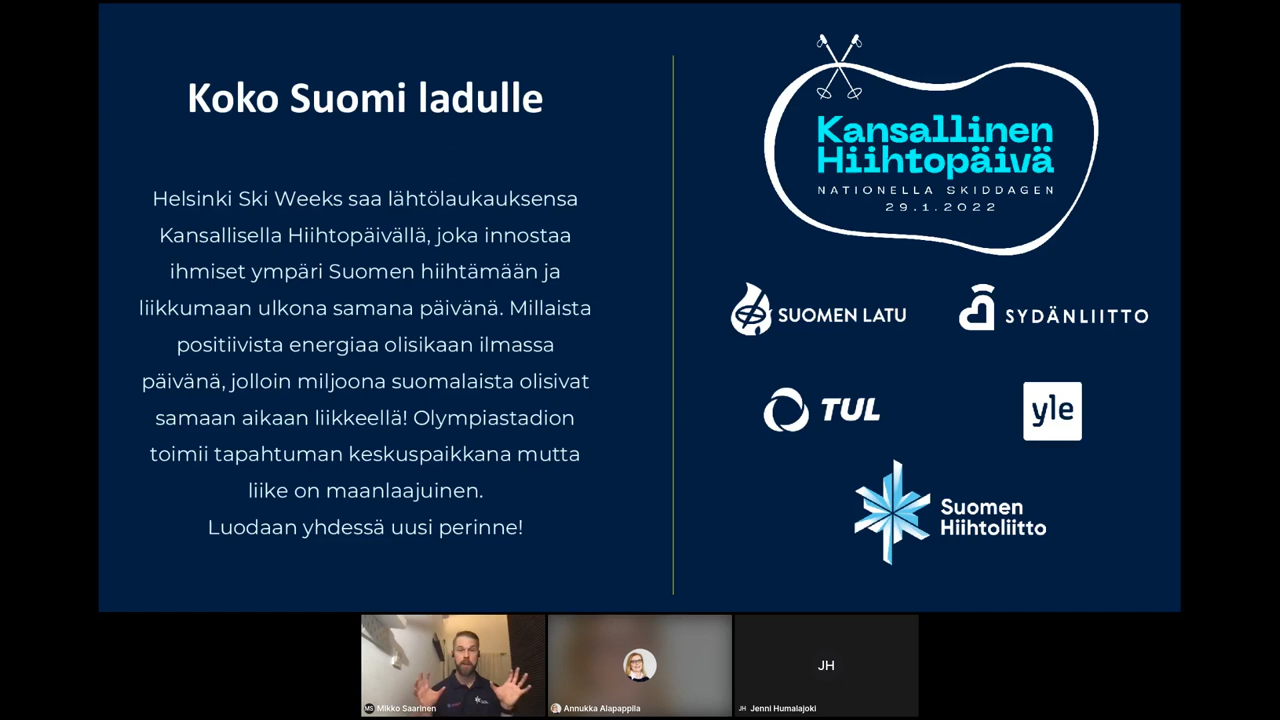 Koko Suomi ladulle
Helsinki Ski Weeks saa lähtölaukauksensa
Kansallisella Hiihtopäivällä, joka innostaa
ihmiset ympäri Suomen hiihtämään ja
liikkumaan ulkona samana päivänä. Millaista
positiivista energiaa olisikaan ilmassa
päivänä, jolloin miljoona suomalaista olisivat
samaan aikaan liikkeellä! Olympiastadion
toimii tapahtuman keskuspaikkana mutta
liike on maanlaajuinen.
Luodaan yhdessä uusi perinne!
Kansallinen
Hiihtopäivä
NATIONELLA SKIDDAGEN
29.1.2022
SUOMEN LATU
SYDÄNLIITTO
TUL
yle
Suomen
Hiihtoliitto
MS Mikko Saarinen
Annukka Alapappila
JH
JH Jenni Humalajoki